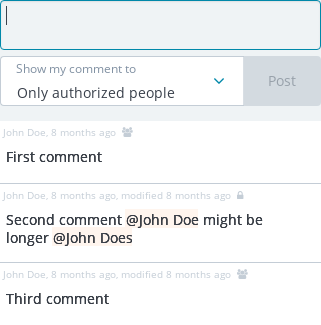 Show my comment to
Only authorized people
Post
John Doe, 8 months ago
First comment
John Doe, 8 months ago, modified 8 months ago
Second comment @John Doe might be
longer @John Does
John Doe, 8 months ago, modified 8 months ago
Third comment